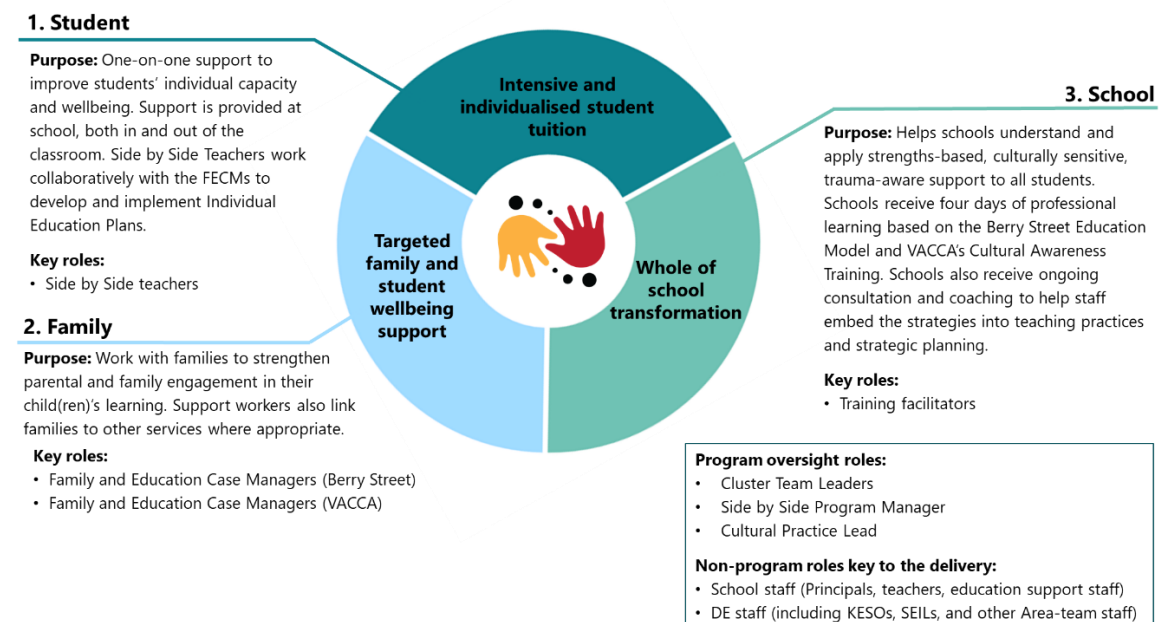 1. Student
Purpose: One-on-one support to
improve students’ individual capacity
and wellbeing. Support is provided at
school, both in and out of the
classroom. Side by Side Teachers work
collaboratively with the FECMs to
develop and implement Individual
Education Plans.
Key roles:
• Side by Side teachers
2. Family
Purpose: Work with families to strengthen
parental and family engagement in their
child(ren)’s learning. Support workers also link
families to other services where appropriate.
Key roles:
• Family and Education Case Managers (Berry Street)
• Family and Education Case Managers (VACCA)
Intensive and
individualised student
tuition
Targeted
family and
student
wellbeing
support
Whole of
school
transformation
3. School
Purpose: Helps schools understand and
apply strengths-based, culturally sensitive,
trauma-aware support to all students.
Schools receive four days of professional
learning based on the Berry Street Education
Model and VACCA’s Cultural Awareness
Training. Schools also receive ongoing
consultation and coaching to help staff
embed the strategies into teaching practices
and strategic planning.
Key roles:
• Training facilitators
Program oversight roles:
• Cluster Team Leaders
• Side by Side Program Manager
• Cultural Practice Lead
Non-program roles key to the delivery:
• School staff (Principals, teachers, education support staff)
• DE staff (including KESOs, SEILs, and other Area-team staff)